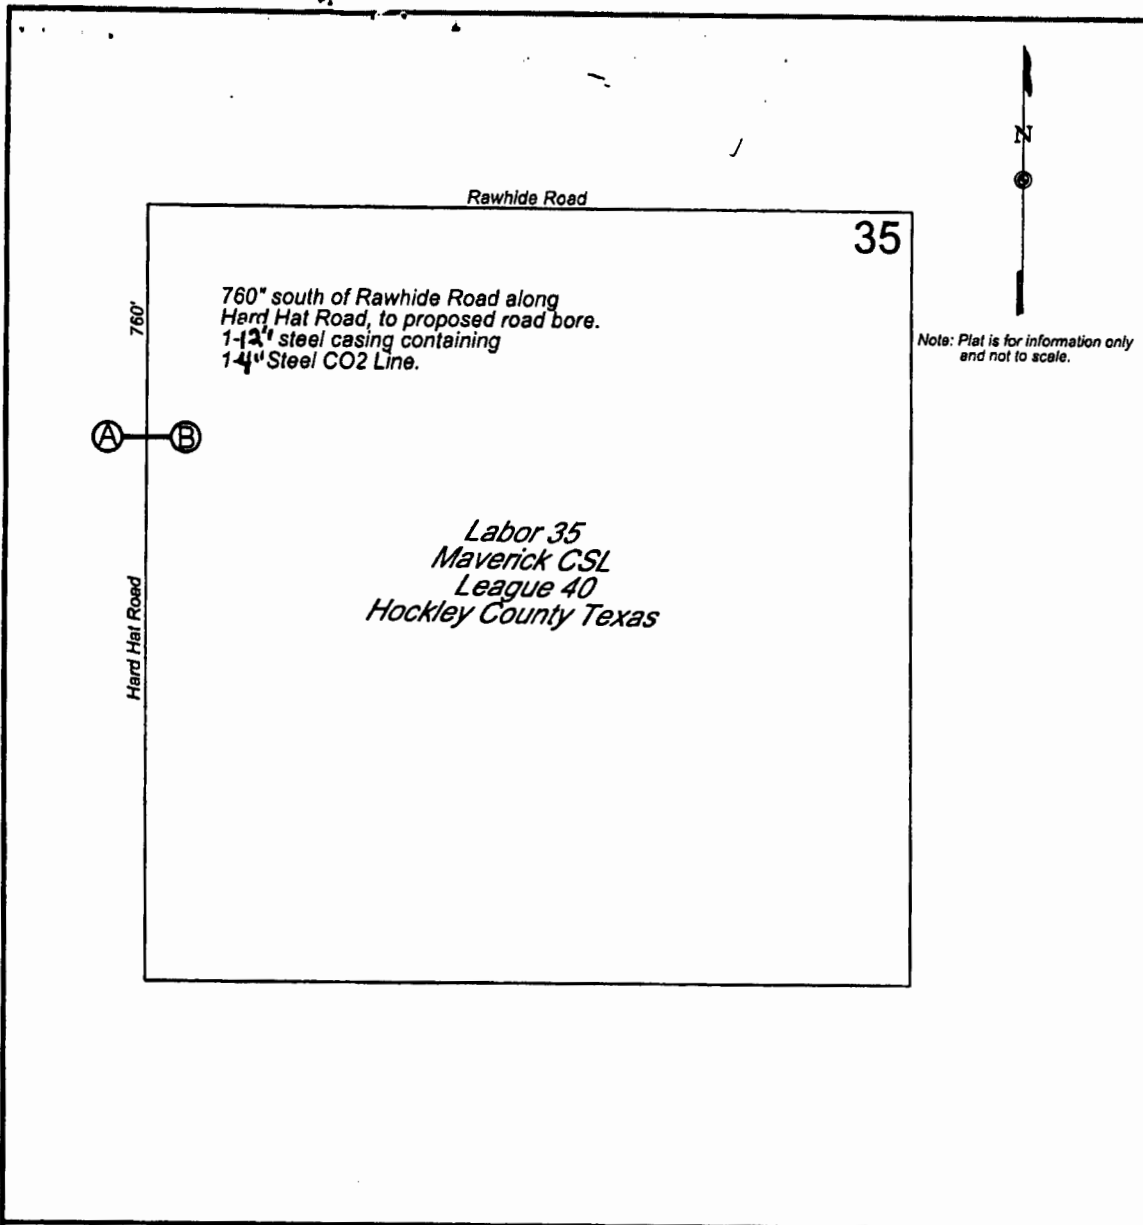 Rawhide Road
N
35
760'
760" south of Rawhide Road along
Hard Hat Road, to proposed road bore.
1-12" steel casing containing
1-4" Steel CO2 Line.
Note: Plat is for information only
and not to scale.
A
B
Labor 35
Maverick CSL
League 40
Hockley County Texas
Hard Hat Road